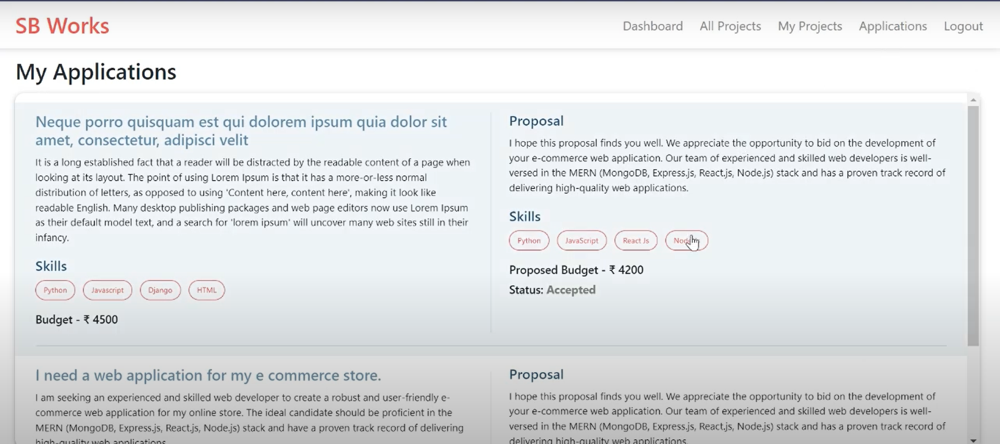 SB Works
Dashboard All Projects My Projects Applications Logout
My Applications
Neque porro quisquam est qui dolorem ipsum quia dolor sit
amet, consectetur, adipisci velit
It is a long established fact that a reader will be distracted by the readable content of a page when
looking at its layout. The point of using Lorem Ipsum is that it has a more-or-less normal
distribution of letters, as opposed to using 'Content here, content here', making it look like
readable English. Many desktop publishing packages and web page editors now use Lorem Ipsum
as their default model text, and a search for 'lorem ipsum' will uncover many web sites still in their
infancy.
Skills
Python Javascript Django HTML
Budget - ₹ 4500
Proposal
I hope this proposal finds you well. We appreciate the opportunity to bid on the development of
your e-commerce web application. Our team of experienced and skilled web developers is well-
versed in the MERN (MongoDB, Express.js, React.js, Node.js) stack and has a proven track record of
delivering high-quality web applications.
Skills
Python JavaScript React Js
Proposed Budget - ₹ 4200
Status: Accepted
I need a web application for my e commerce store.
I am seeking an experienced and skilled web developer to create a robust and user-friendly e-
commerce web application for my online store. The ideal candidate should be proficient in the
MERN (MongoDB, Express.js, React.js, Node.js) stack and have a proven track record of delivering
high-quality web applications.
Proposal
I hope this proposal finds you well. We appreciate the opportunity to bid on the development of
your e-commerce web application. Our team of experienced and skilled web developers is well-
versed in the MERN (MongoDB, Express.js, React.js, Node.js) stack and has a proven track record of
delivering high-quality web applications.